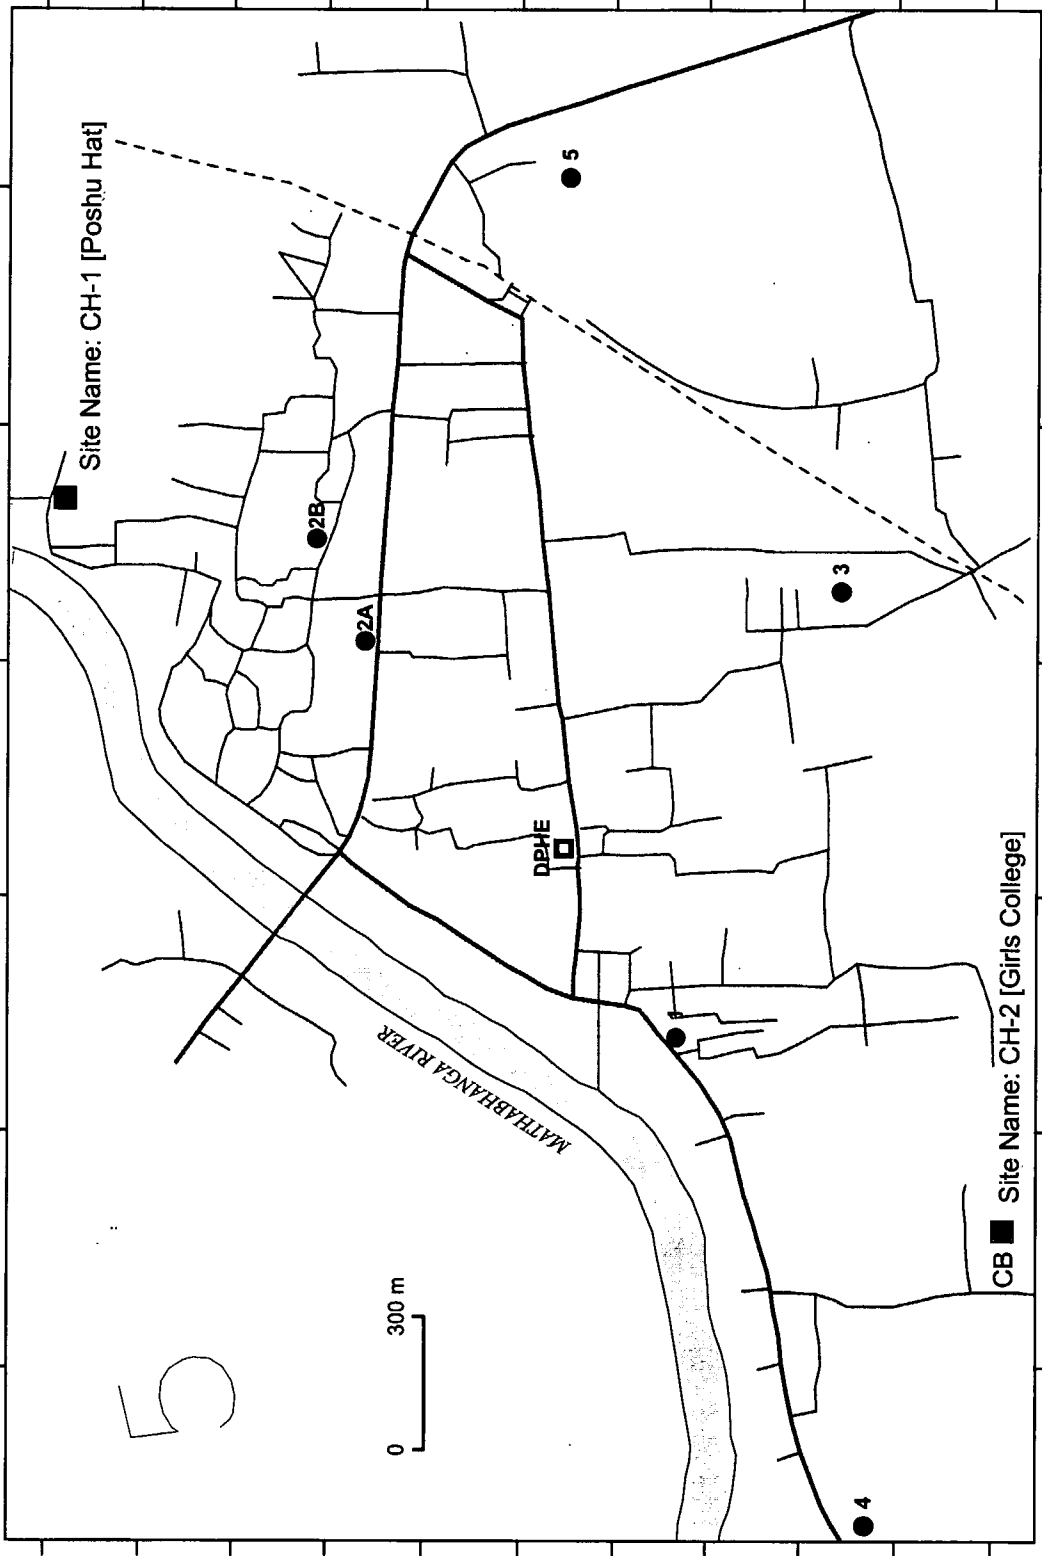 Site Name: CH-1 [Poshu Hat]
5
2B
2A
3
DPHE
MATHABHANGA RIVER
CB
Site Name: CH-2 [Girls College]
0
300 m
4
5